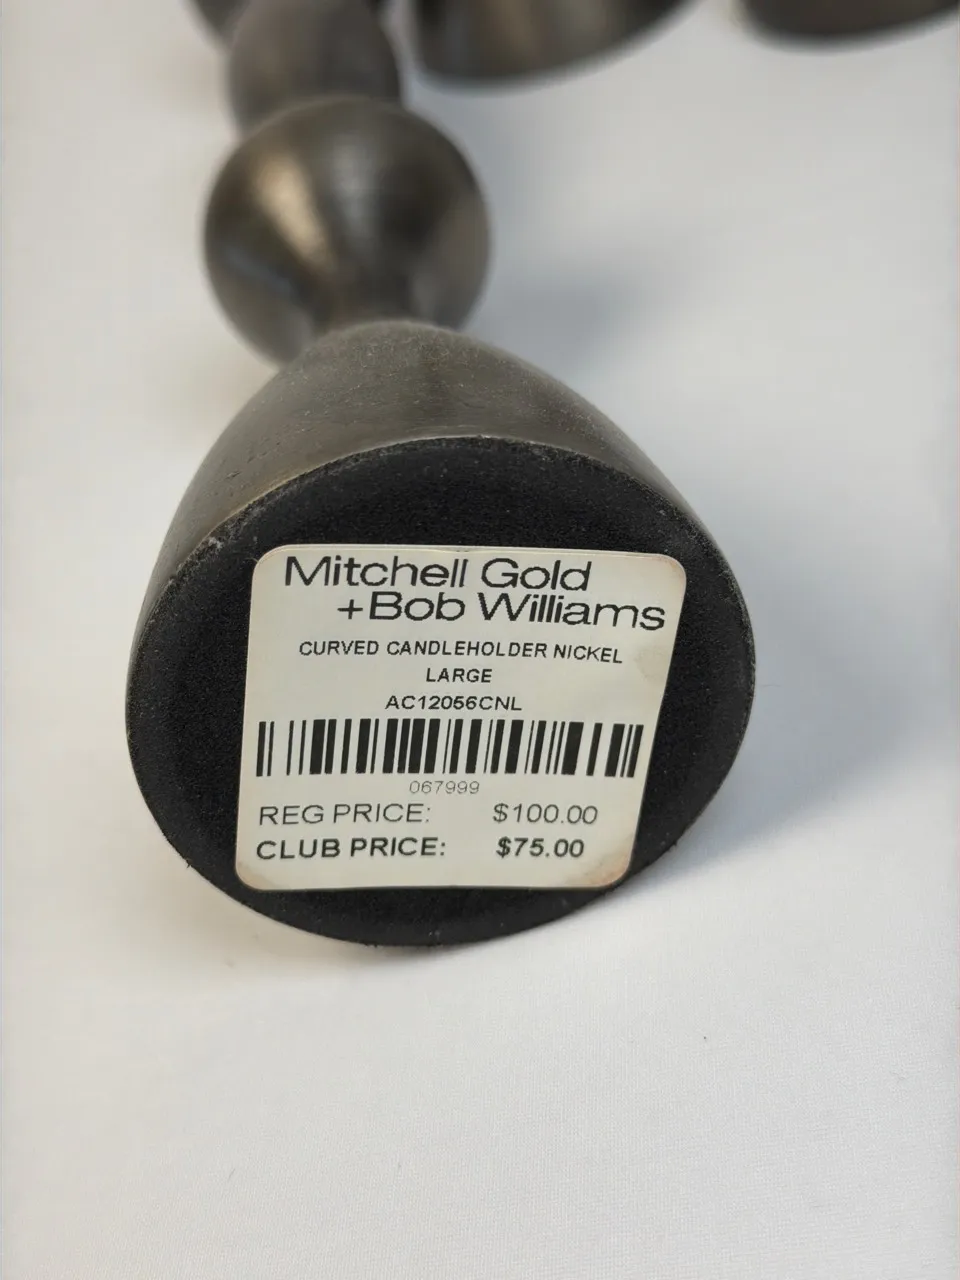 Mitchell Gold
+Bob Williams
CURVED CANDLEHOLDER NICKEL
LARGE
AC12056CNL
067999
REG PRICE: $100.00
CLUB PRICE: $75.00